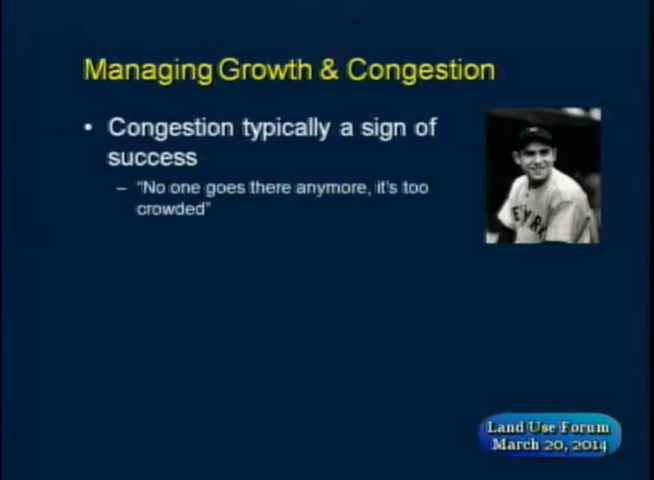 Managing Growth & Congestion
• Congestion typically a sign of
success
– "No one goes there anymore, it's too
crowded"
Land Use Forum
March 20, 2014